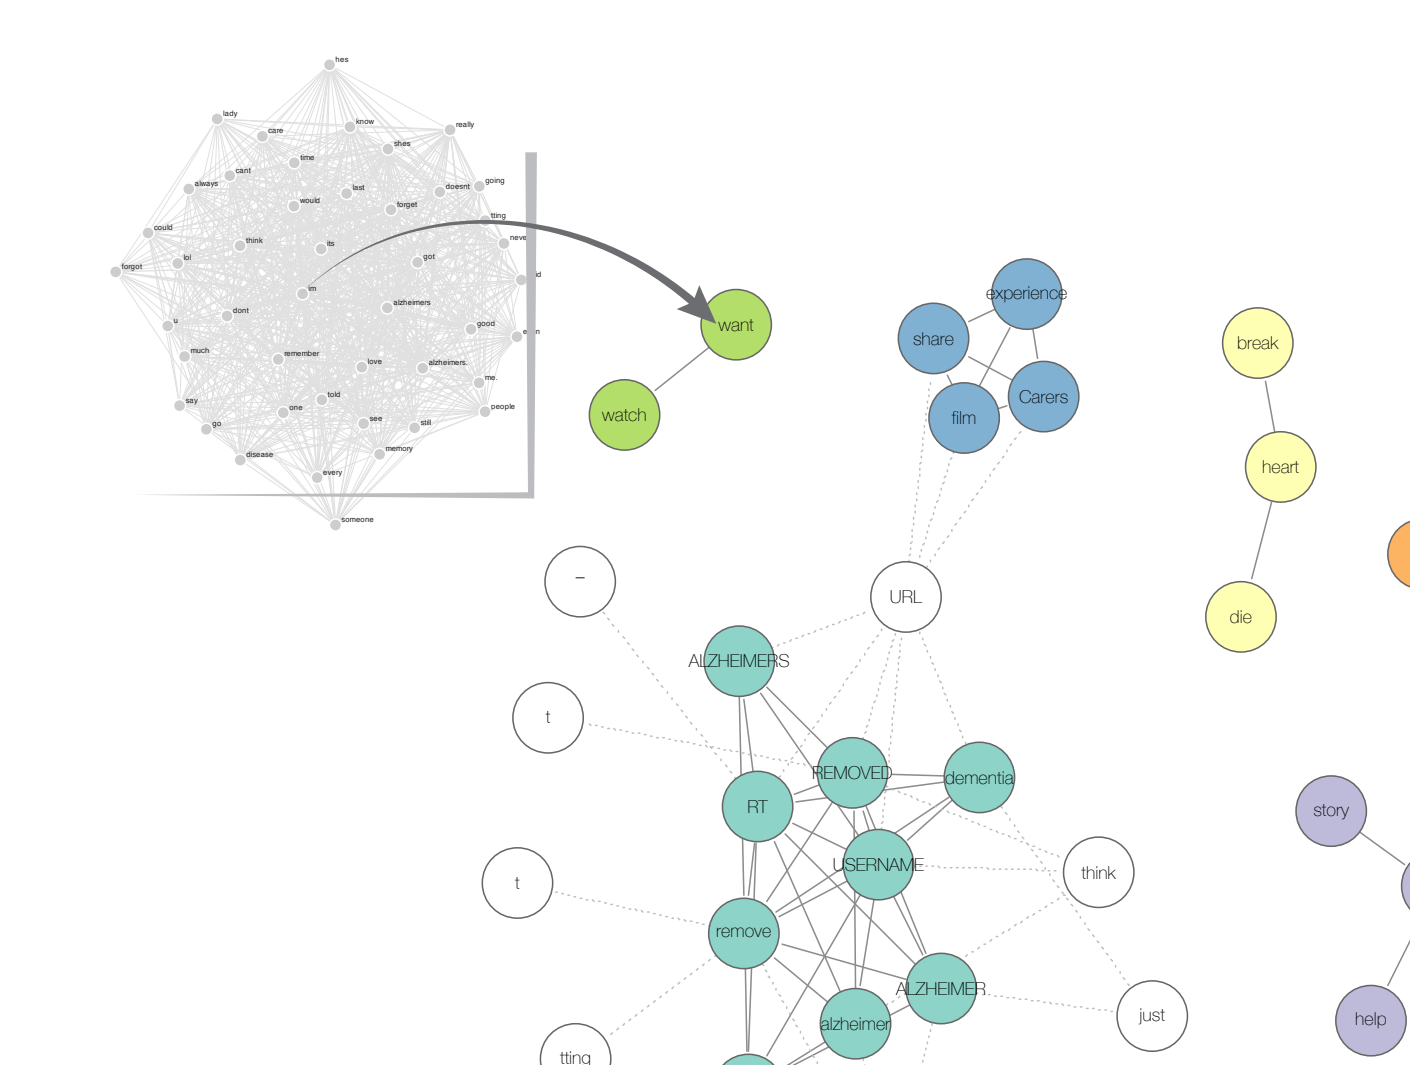 hes
lady
know
really
care
shes
time
cant
always
last
doesnt
going
would
forget
tting
could
think
its
neve
lol
got
forgot
id
im
alzheimers
dont
u
good
much
remember
love
alzheimers.
me.
say
told
one
people
go
see
still
disease
memory
every
someone
want
watch
experience
share
Carers
film
break
heart
die
–
URL
ALZHEIMERS
t
REMOVED
dementia
RT
story
USERNAME
think
t
remove
ALZHEIMER
just
help
alzheimer
tting